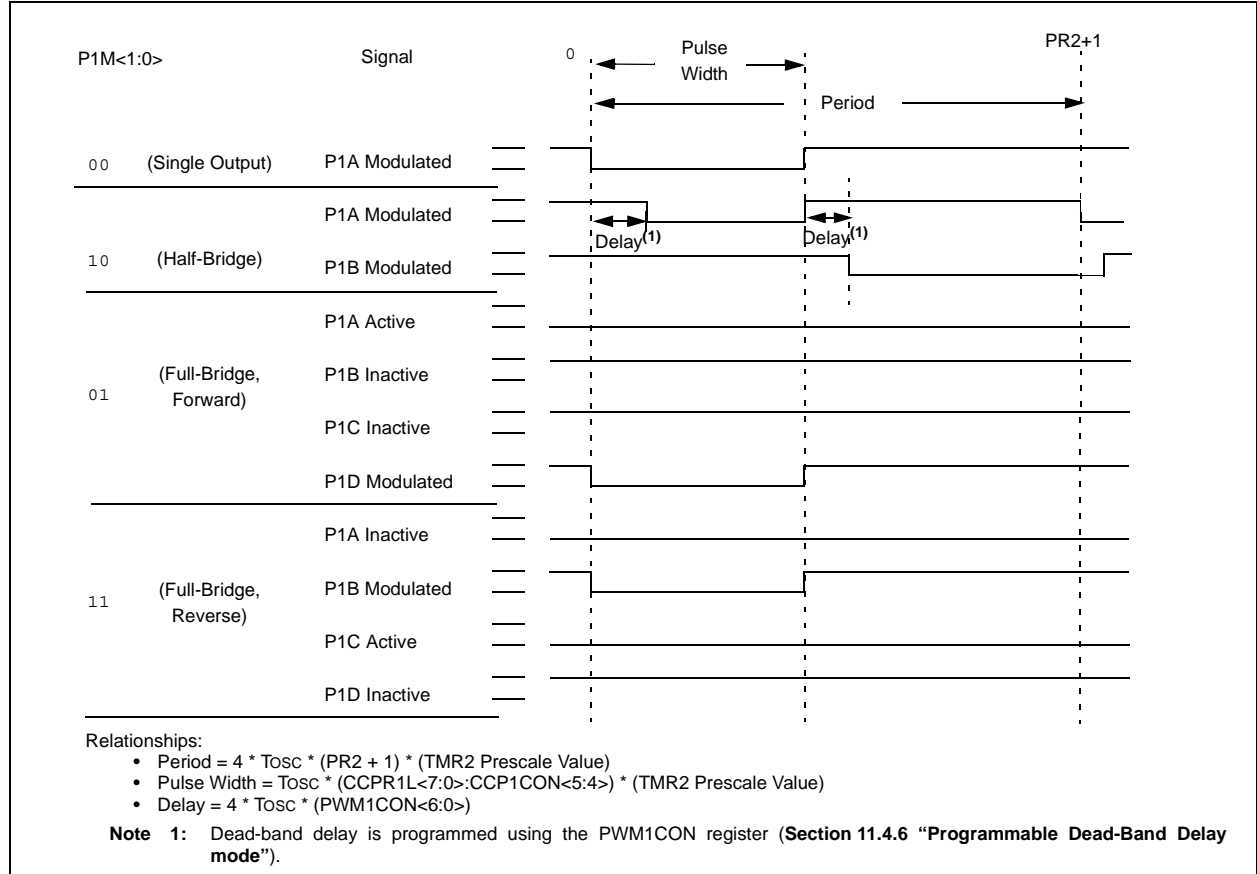 P1M<1:0> Signal 0 Pulse Width PR2+1
Period
00 (Single Output) P1A Modulated
P1A Modulated
Delay(1) Delay(1)
10 (Half-Bridge) P1B Modulated
P1A Active
01 (Full-Bridge, Forward) P1B Inactive
P1C Inactive
P1D Modulated
P1A Inactive
11 (Full-Bridge, Reverse) P1B Modulated
P1C Active
P1D Inactive
Relationships:
• Period = 4 * TOSC * (PR2 + 1) * (TMR2 Prescale Value)
• Pulse Width = TOSC * (CCPR1L<7:0>:CCP1CON<5:4>) * (TMR2 Prescale Value)
• Delay = 4 * TOSC * (PWM1CON<6:0>)
Note 1: Dead-band delay is programmed using the PWM1CON register (Section 11.4.6 “Programmable Dead-Band Delay
mode”).